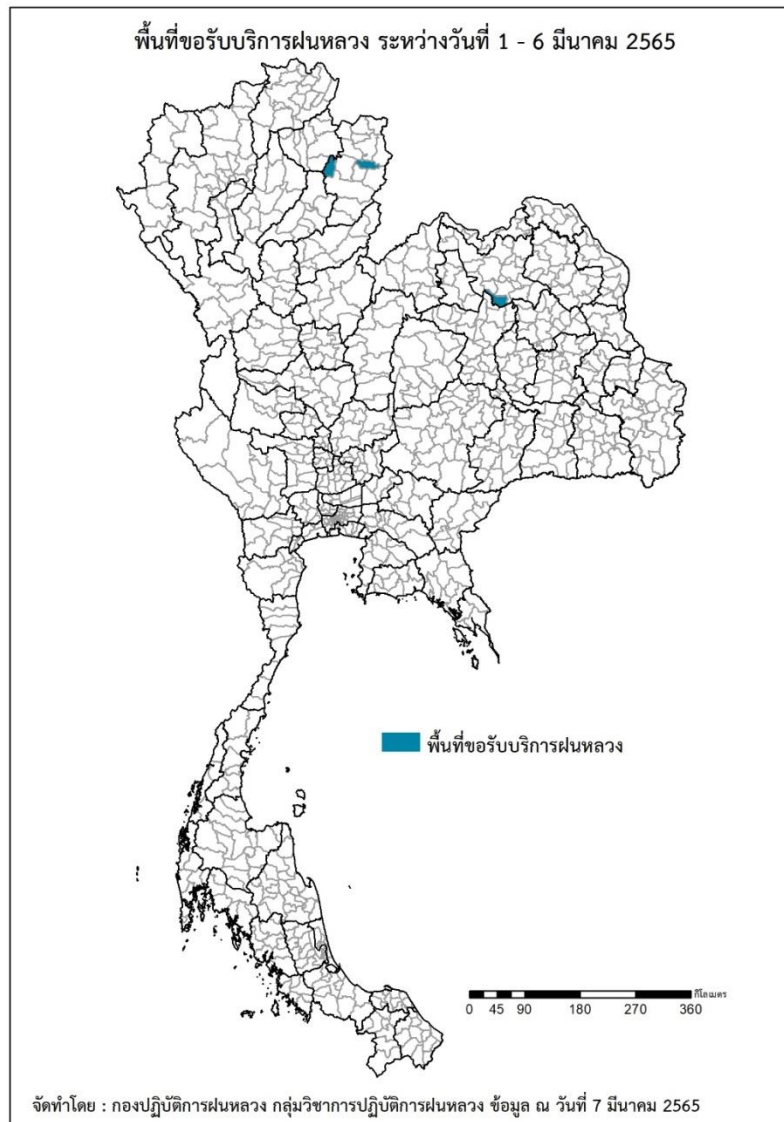 พื้นที่ขอรับบริการฝนหลวง ระหว่างวันที่ 1 - 6 มีนาคม 2565
พื้นที่ขอรับบริการฝนหลวง
กิโลเมตร
0 45 90 180 270 360
จัดทำโดย : กองปฏิบัติการฝนหลวง กลุ่มวิชาการปฏิบัติการฝนหลวง ข้อมูล ณ วันที่ 7 มีนาคม 2565